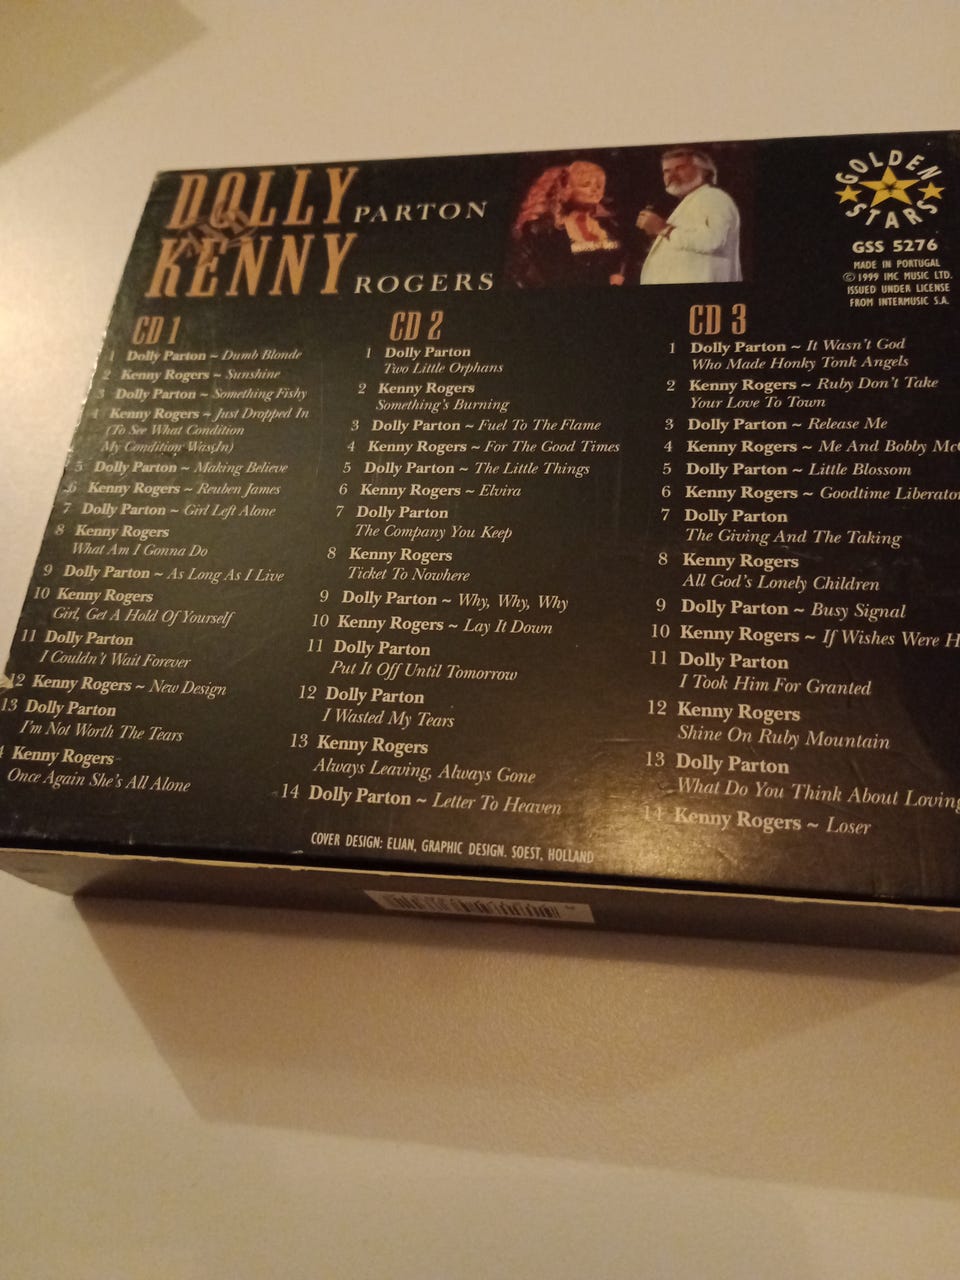 DOLLY PARTON
KENNY ROGERS
GOLDEN
STARS
GSS 5276
MADE IN PORTUGAL
© 1999 IMC MUSIC LTD.
ISSUED UNDER LICENSE
FROM INTERMUSIC S.A.
CD 1
1 Dolly Parton ~ Dumb Blonde
2 Kenny Rogers ~ Sunshine
3 Dolly Parton ~ Something Fishy
4 Kenny Rogers ~ Just Dropped In
(To See What Condition
My Condition Was In)
5 Dolly Parton ~ Making Believe
6 Kenny Rogers ~ Reuben James
7 Dolly Parton ~ Girl Left Alone
8 Kenny Rogers
What Am I Gonna Do
9 Dolly Parton ~ As Long As I Live
10 Kenny Rogers
Girl, Get A Hold Of Yourself
11 Dolly Parton
I Couldn't Wait Forever
12 Kenny Rogers ~ New Design
13 Dolly Parton
I'm Not Worth The Tears
4 Kenny Rogers
Once Again She's All Alone
CD 2
1 Dolly Parton
Two Little Orphans
2 Kenny Rogers
Something's Burning
3 Dolly Parton ~ Fuel To The Flame
4 Kenny Rogers ~ For The Good Times
5 Dolly Parton ~ The Little Things
6 Kenny Rogers ~ Elvira
7 Dolly Parton
The Company You Keep
8 Kenny Rogers
Ticket To Nowhere
9 Dolly Parton ~ Why, Why, Why
10 Kenny Rogers ~ Lay It Down
11 Dolly Parton
Put It Off Until Tomorrow
12 Dolly Parton
I Wasted My Tears
13 Kenny Rogers
Always Leaving, Always Gone
14 Dolly Parton ~ Letter To Heaven
CD 3
1 Dolly Parton ~ It Wasn't God
Who Made Honky Tonk Angels
2 Kenny Rogers ~ Ruby Don't Take
Your Love To Town
3 Dolly Parton ~ Release Me
4 Kenny Rogers ~ Me And Bobby Mc
5 Dolly Parton ~ Little Blossom
6 Kenny Rogers ~ Goodtime Liberator
7 Dolly Parton
The Giving And The Taking
8 Kenny Rogers
All God's Lonely Children
9 Dolly Parton ~ Busy Signal
10 Kenny Rogers ~ If Wishes Were H
11 Dolly Parton
I Took Him For Granted
12 Kenny Rogers
Shine On Ruby Mountain
13 Dolly Parton
What Do You Think About Loving
14 Kenny Rogers ~ Loser
COVER DESIGN: ELIAN, GRAPHIC DESIGN. SOEST, HOLLAND